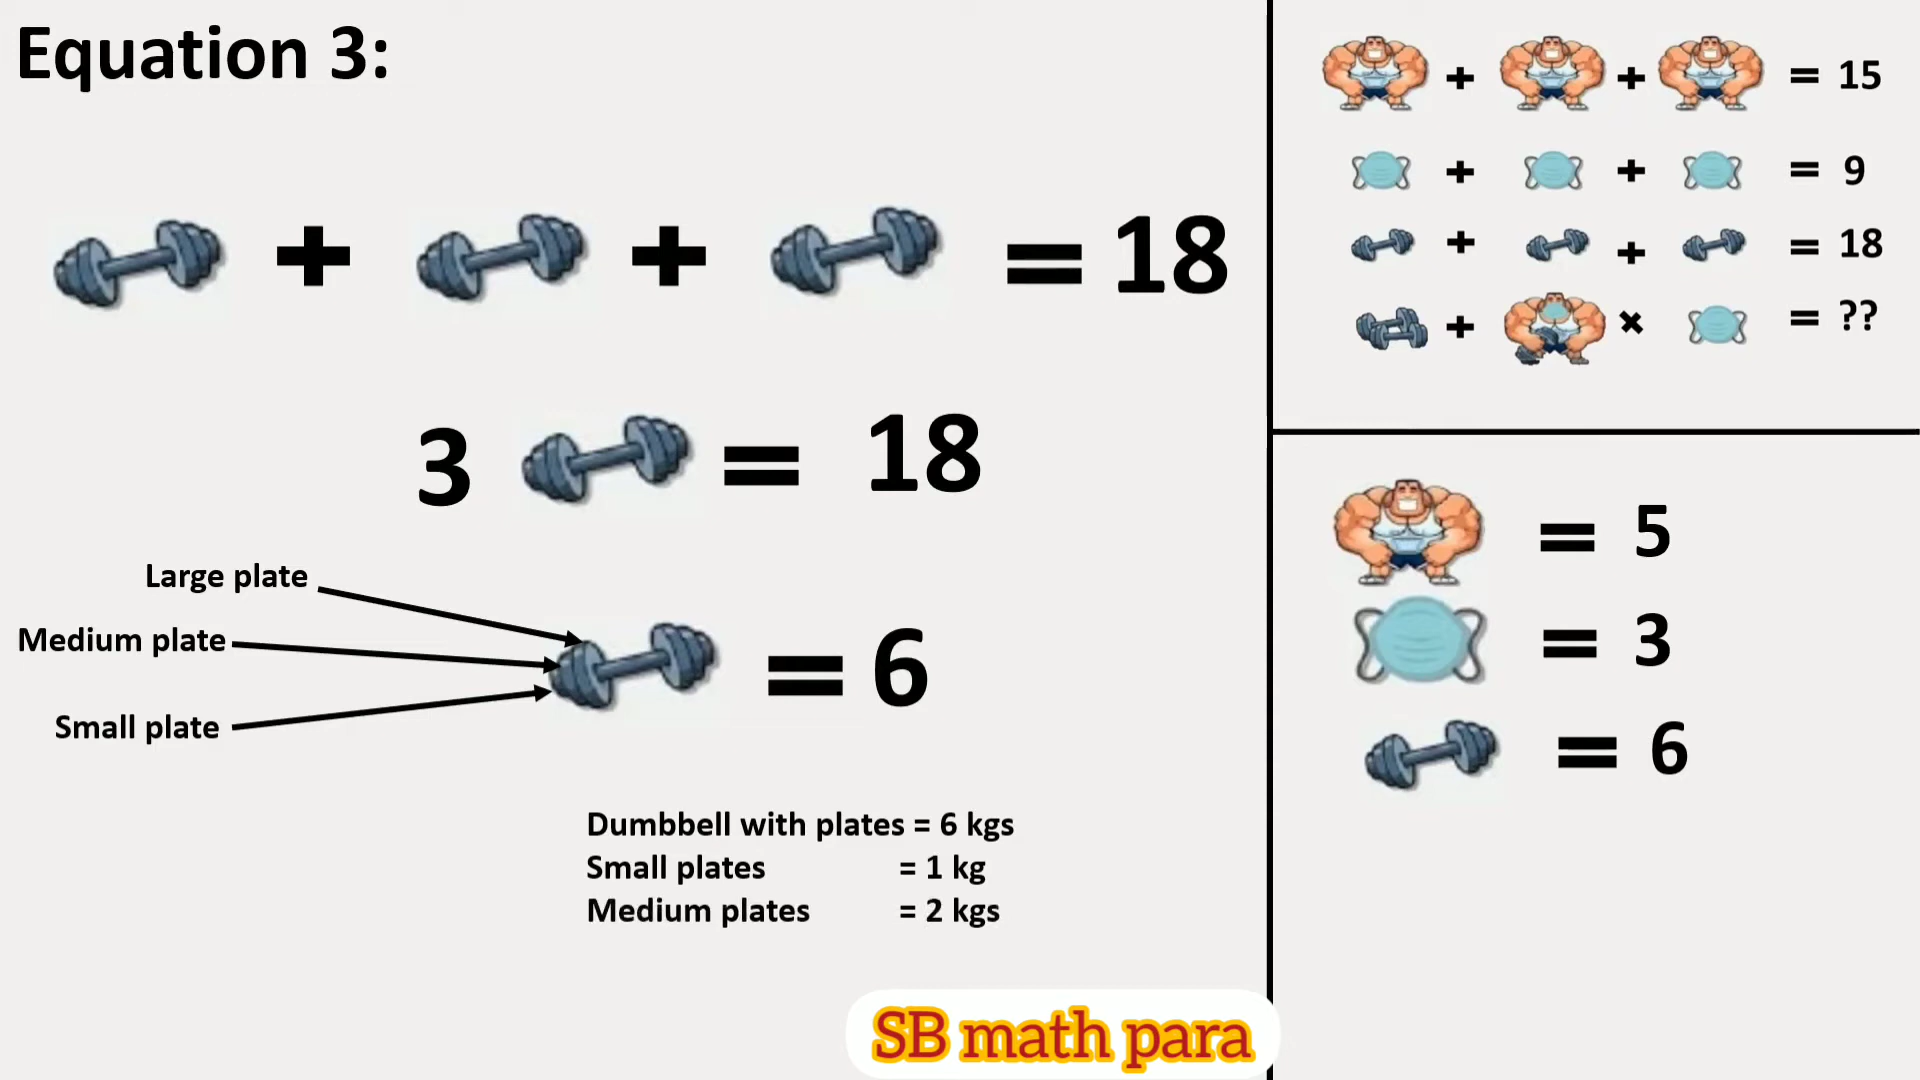 Equation 3:
+ + = 18
3 = 18
Large plate
Medium plate
Small plate
= 6
Dumbbell with plates = 6 kgs
Small plates = 1 kg
Medium plates = 2 kgs
+ + = 15
+ + = 9
+ + = 18
+ × = ??
= 5
= 3
= 6
SB math para